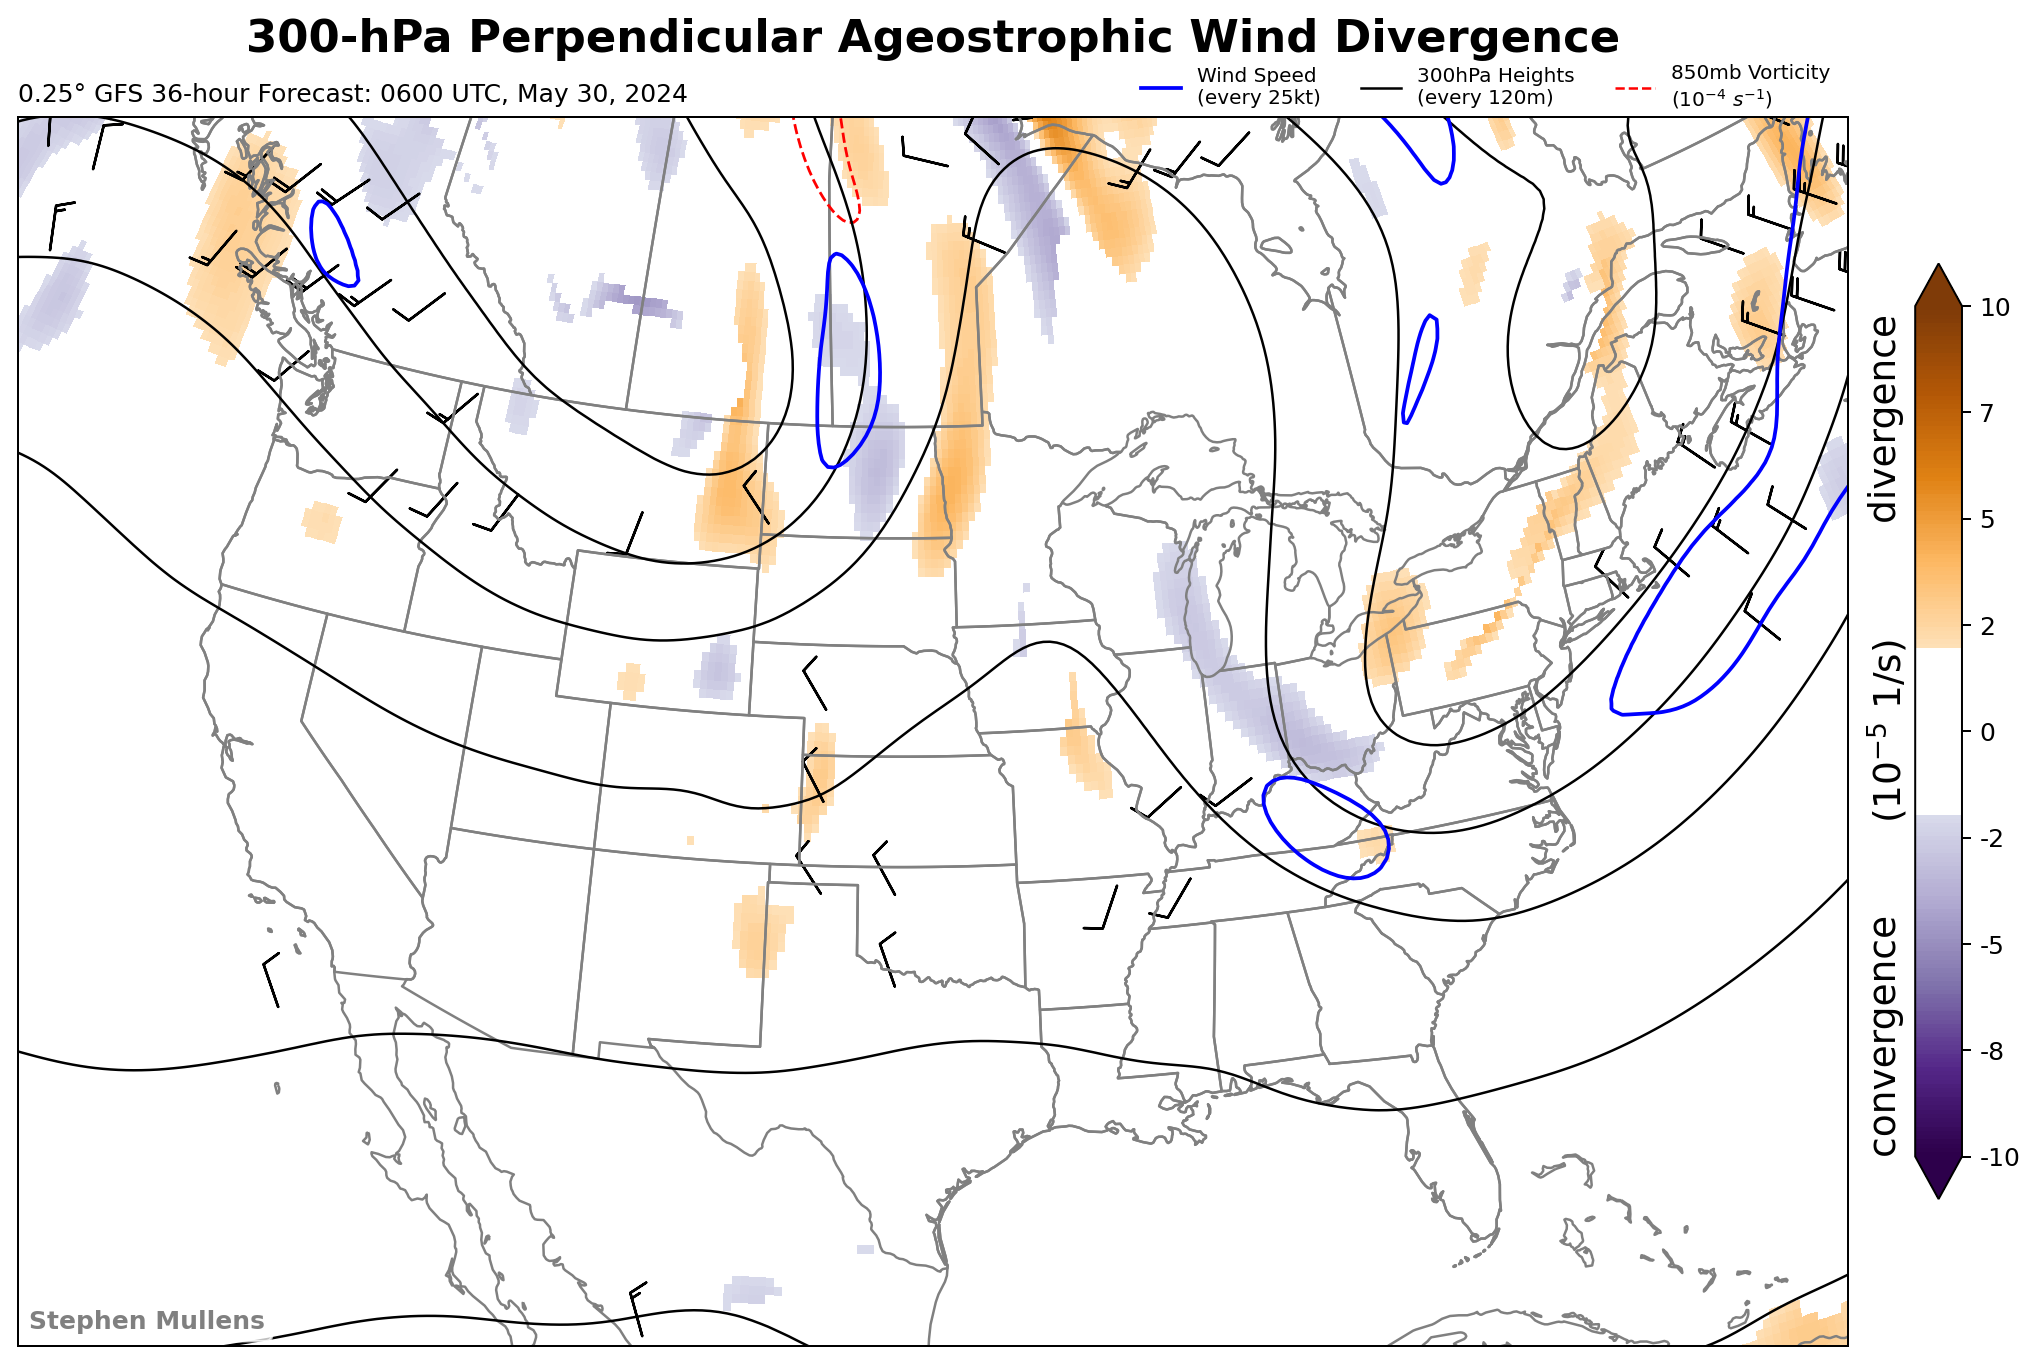 300-hPa Perpendicular Ageostrophic Wind Divergence
0.25° GFS 36-hour Forecast: 0600 UTC, May 30, 2024
Wind Speed
(every 25kt)
300hPa Heights
(every 120m)
850mb Vorticity
(10⁻⁴ s⁻¹)
10
7
5
2
0
-2
-5
-8
-10
convergence (10⁻⁵ 1/s) divergence
Stephen Mullens